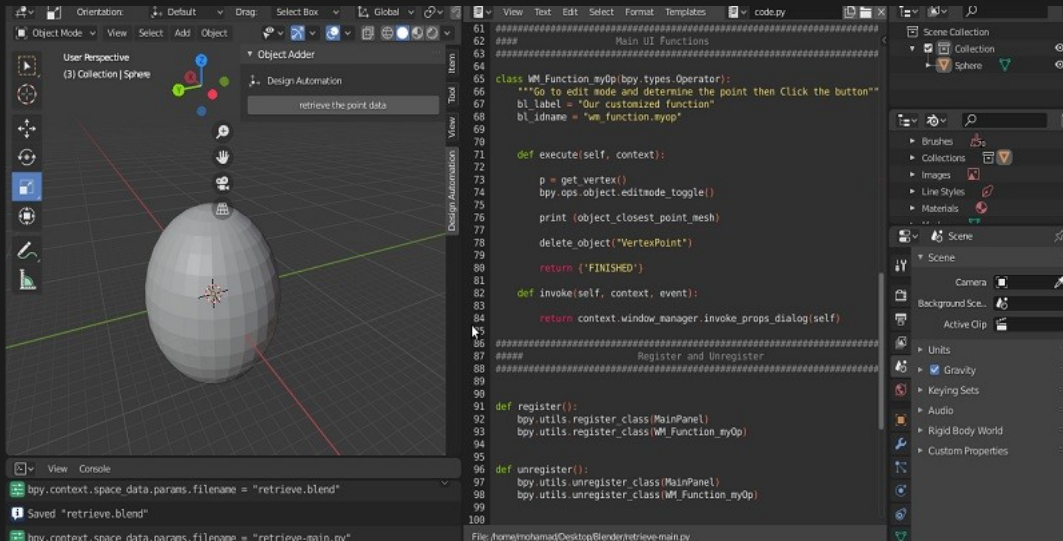 Orientation: Default Drag: Select Box Global
Object Mode View Select Add Object
User Perspective
(3) Collection | Sphere
Object Adder
Design Automation
retrieve the point data
Item
Tool
View
Design Automation
Z
Y
View Console
bpy.context.space_data.params.filename = "retrieve.blend"
Saved "retrieve.blend"
bpy.context.space_data.params.filename = "retrieve-main.py"
View Text Edit Select Format Templates code.py
61 ################################################################
62 #### Main UI Functions
63 ################################################################
64
65 class WM_Function_myOp(bpy.types.Operator):
66 """Go to edit mode and determine the point then Click the button""
67 bl_label = "Our customized function"
68 bl_idname = "wm_function.myop"
69
70
71 def execute(self, context):
72
73 p = get_vertex()
74 bpy.ops.object.editmode_toggle()
75
76 print (object_closest_point_mesh)
77
78 delete_object("VertexPoint")
79
80 return {'FINISHED'}
81
82 def invoke(self, context, event):
83
84 return context.window_manager.invoke_props_dialog(self)
85
86 ################################################################
87 ##### Register and Unregister
88 ################################################################
89
90
91 def register():
92 bpy.utils.register_class(MainPanel)
93 bpy.utils.register_class(WM_Function_myOp)
94
95
96 def unregister():
97 bpy.utils.unregister_class(MainPanel)
98 bpy.utils.unregister_class(WM_Function_myOp)
99
100
File: /home/mohamad/Desktop/Blender/retrieve-main.py
Scene Collection
Collection
Sphere
Brushes
Collections
Images
Line Styles
Materials
Scene
Scene
Camera
Background Sce...
Active Clip
Units
Gravity
Keying Sets
Audio
Rigid Body World
Custom Properties